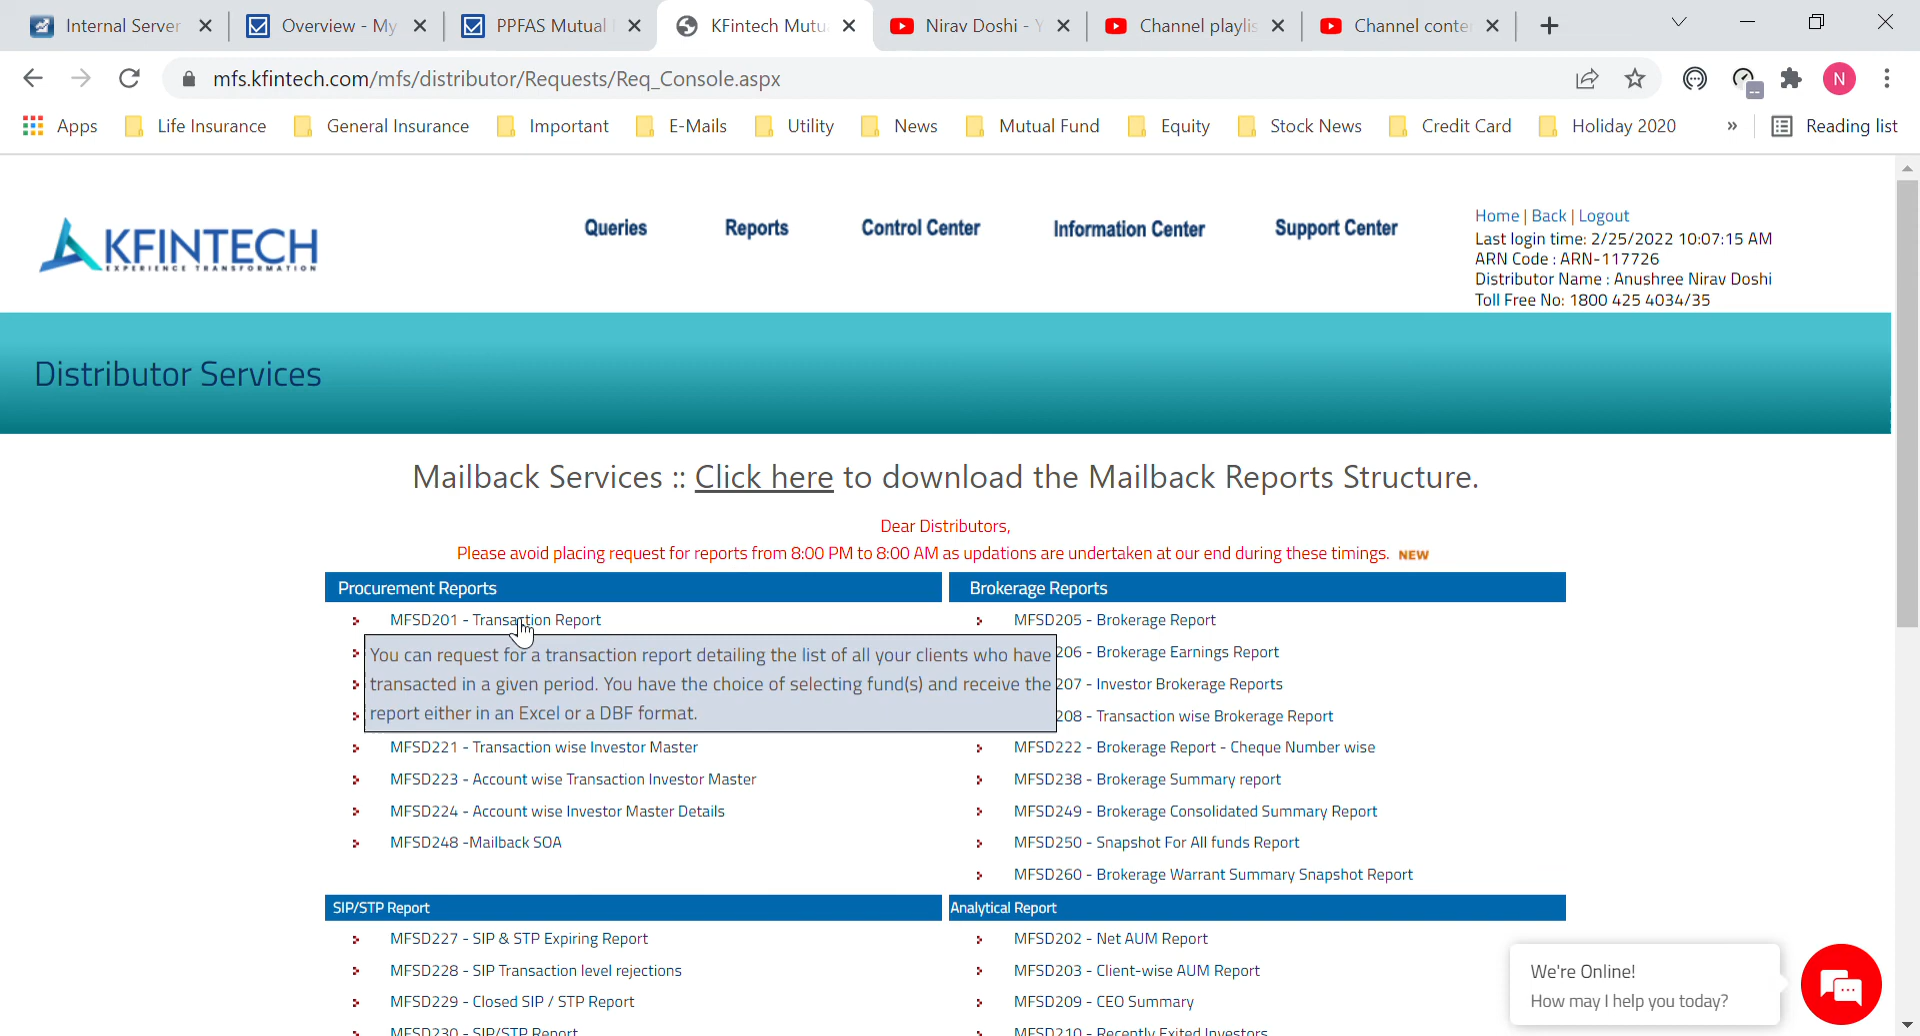 Internal Server
Overview - My
PPFAS Mutual
KFintech Mutu
Nirav Doshi - Y
Channel playlis
Channel conte
mfs.kfintech.com/mfs/distributor/Requests/Req_Console.aspx
N
Apps
Life Insurance
General Insurance
Important
E-Mails
Utility
News
Mutual Fund
Equity
Stock News
Credit Card
Holiday 2020
»
Reading list
KFINTECH
EXPERIENCE TRANSFORMATION
Queries
Reports
Control Center
Information Center
Support Center
Home | Back | Logout
Last login time: 2/25/2022 10:07:15 AM
ARN Code : ARN-117726
Distributor Name : Anushree Nirav Doshi
Toll Free No: 1800 425 4034/35
Distributor Services
Mailback Services :: Click here to download the Mailback Reports Structure.
Dear Distributors,
Please avoid placing request for reports from 8:00 PM to 8:00 AM as updations are undertaken at our end during these timings. NEW
Procurement Reports
MFSD201 - Transaction Report
You can request for a transaction report detailing the list of all your clients who have
transacted in a given period. You have the choice of selecting fund(s) and receive the
report either in an Excel or a DBF format.
MFSD221 - Transaction wise Investor Master
MFSD223 - Account wise Transaction Investor Master
MFSD224 - Account wise Investor Master Details
MFSD248 -Mailback SOA
Brokerage Reports
MFSD205 - Brokerage Report
206 - Brokerage Earnings Report
207 - Investor Brokerage Reports
208 - Transaction wise Brokerage Report
MFSD222 - Brokerage Report - Cheque Number wise
MFSD238 - Brokerage Summary report
MFSD249 - Brokerage Consolidated Summary Report
MFSD250 - Snapshot For All funds Report
MFSD260 - Brokerage Warrant Summary Snapshot Report
SIP/STP Report
MFSD227 - SIP & STP Expiring Report
MFSD228 - SIP Transaction level rejections
MFSD229 - Closed SIP / STP Report
MFSD230 - SIP/STP Report
Analytical Report
MFSD202 - Net AUM Report
MFSD203 - Client-wise AUM Report
MFSD209 - CEO Summary
MFSD210 - Recently Exited Investors
We're Online!
How may I help you today?